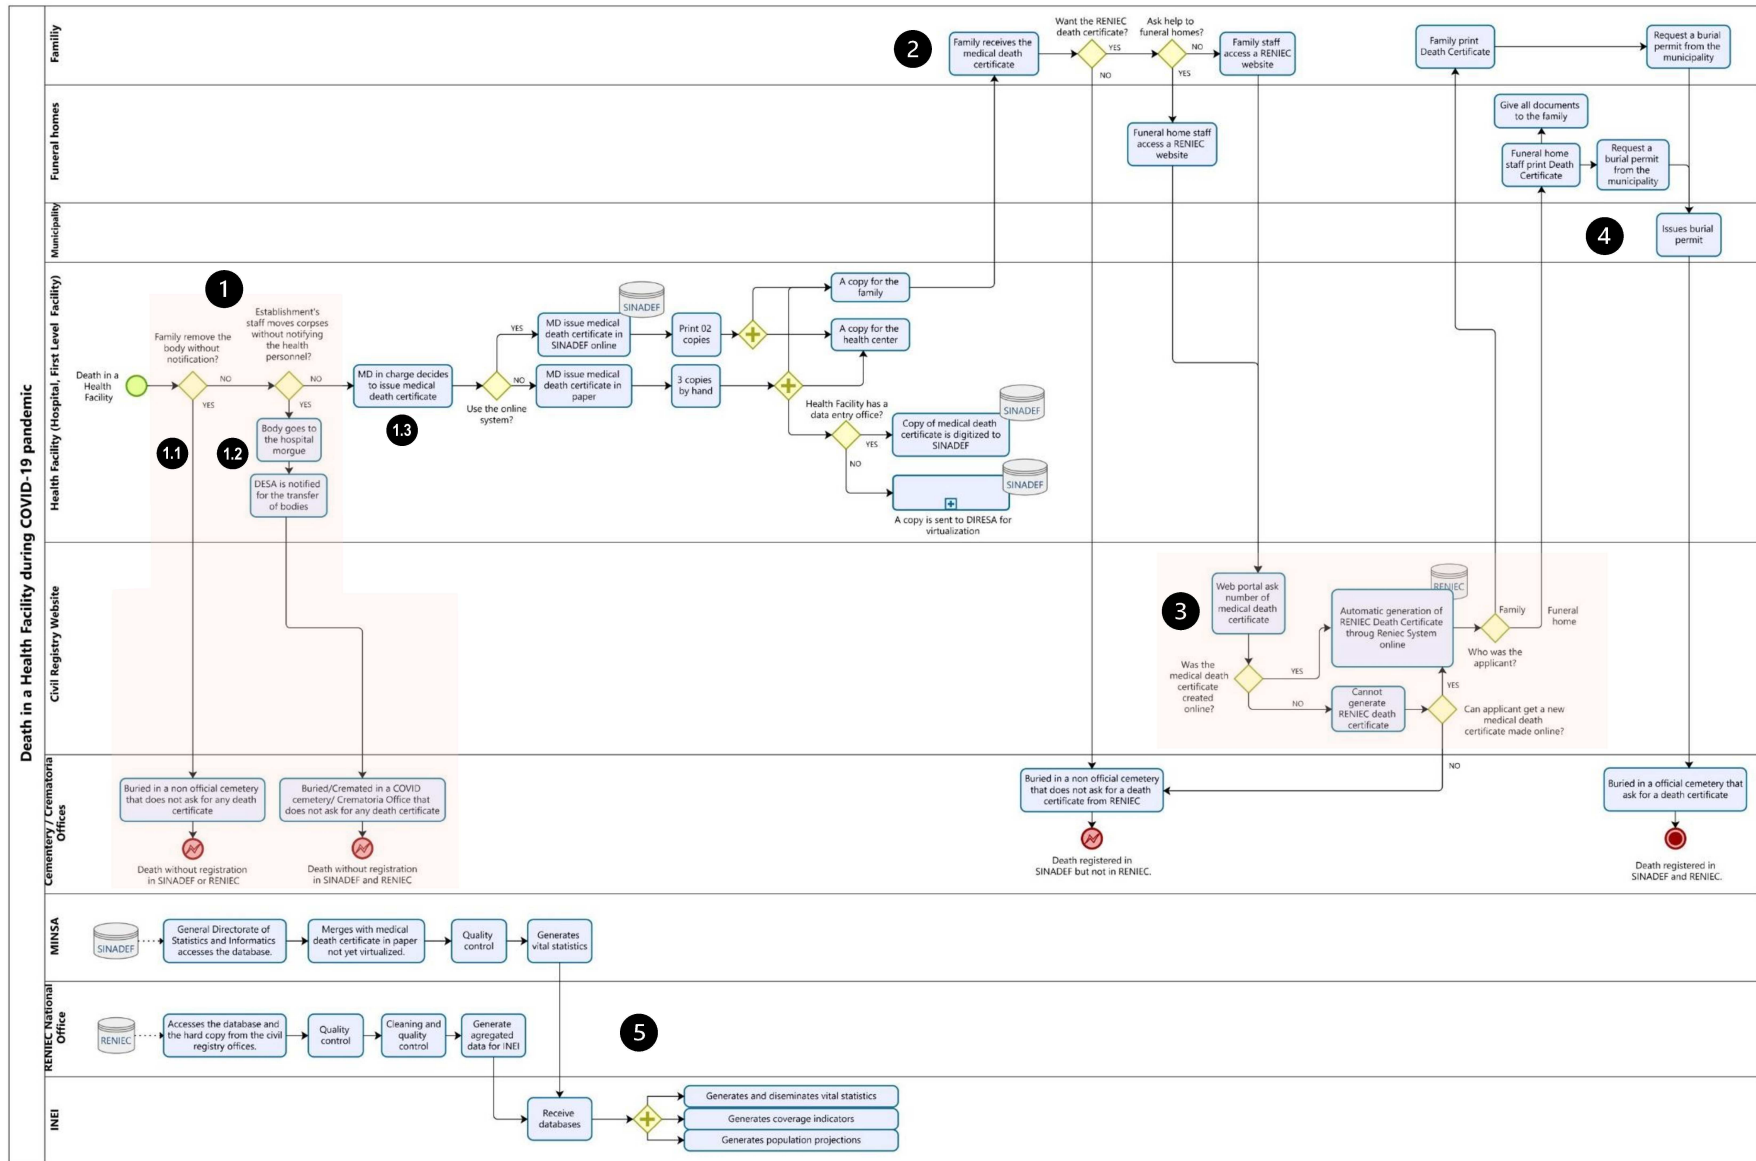 Death in a Health Facility during COVID-19 pandemic
Familiy
2
Family receives the
medical death
certificate
Want the RENIEC
death certificate?
YES
NO
Ask help to
funeral homes?
NO
YES
Family staff
access a RENIEC
website
Family print
Death Certificate
Request a burial
permit from the
municipality
Funeral homes
Funeral home staff
access a RENIEC
website
Give all documents
to the family
Funeral home
staff print Death
Certificate
Request a
burial permit
from the
municipality
Municipality
4
Issues burial
permit
Health Facility (Hospital, First Level Facility)
1
Death in a
Health
Facility
Family remove the
body without
notification?
NO
YES
Establishment's
staff moves corpses
without notifying
the health
personnel?
NO
YES
1.1
1.2
Body goes to
the hospital
morgue
DESA is notified
for the transfer
of bodies
MD in charge decides
to issue medical
death certificate
1.3
Use the online
system?
YES
NO
MD issue medical
death certificate in
SINADEF online
SINADEF
Print 02
copies
MD issue medical
death certificate in
paper
3 copies
by hand
A copy for the
family
A copy for the
health center
Health Facility has a
data entry office?
YES
NO
Copy of medical death
certificate is digitized to
SINADEF
SINADEF
SINADEF
A copy is sent to DIRESA for
virtualization
Civil Registry Website
3
Web portal ask
number of
medical death
certificate
Was the
medical death
certificate
created
online?
YES
NO
RENIEC
Automatic generation of
RENIEC Death Certificate
throug Reniec System
online
Cannot
generate
RENIEC death
certificate
YES
NO
Can applicant get a new
medical death
certificate made online?
Family
Funeral
home
Who was the
applicant?
Cementery / Crematoria
Offices
Buried in a non official cemetery
that does not ask for any death
certificate
Death without registration
in SINADEF or RENIEC
Buried/Cremated in a COVID
cemetery/ Crematoria Office that
does not ask for any death certificate
Death without registration
in SINADEF and RENIEC
Buried in a non official cemetery
that does not ask for a death
certificate from RENIEC
Death registered in
SINADEF but not in RENIEC.
Buried in a official cemetery that
ask for a death certificate
Death registered in
SINADEF and RENIEC.
MINSA
SINADEF
General Directorate of
Statistics and Informatics
accesses the database.
Merges with medical
death certificate in paper
not yet virtualized.
Quality
control
Generates
vital statistics
RENIEC National
Office
RENIEC
Accesses the database and
the hard copy from the civil
registry offices.
Quality
control
Cleaning and
quality
control
Generate
agregated
data for INEI
5
INEI
Receive
databases
Generates and diseminates vital statistics
Generates coverage indicators
Generates population projections